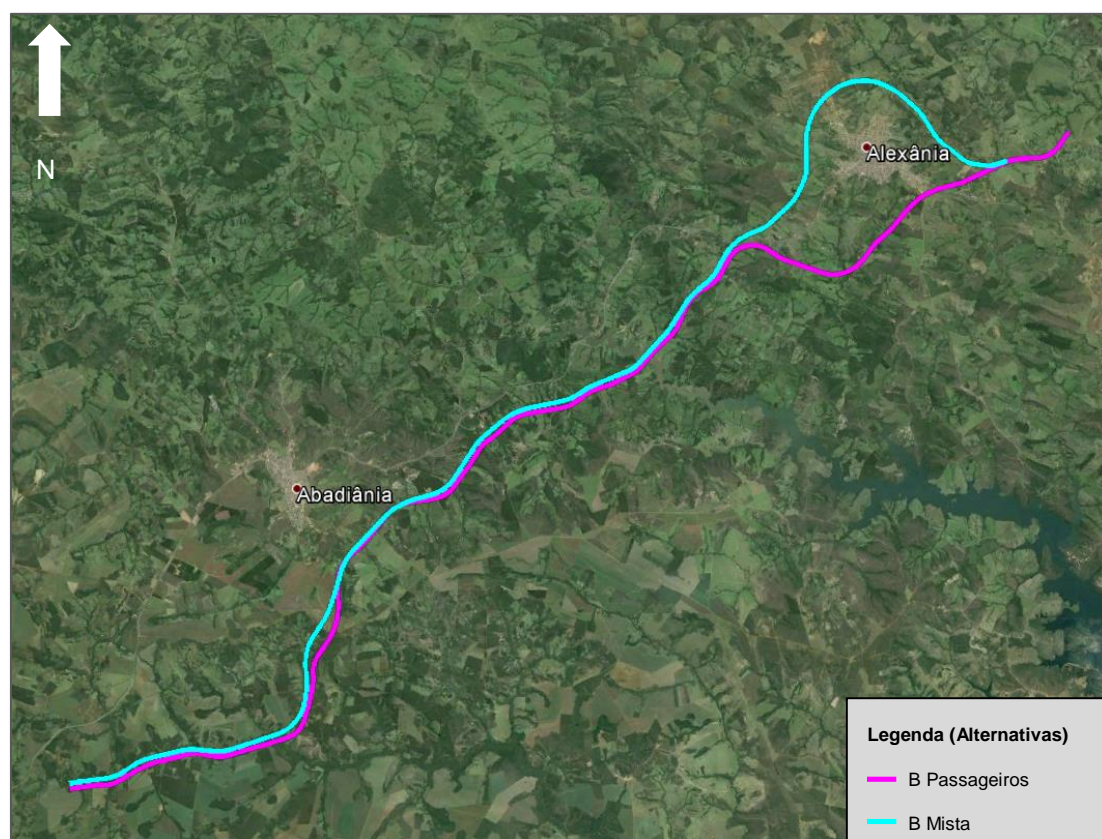 N
Alexânia
Abadiânia
Legenda (Alternativas)
B Passageiros
B Mista